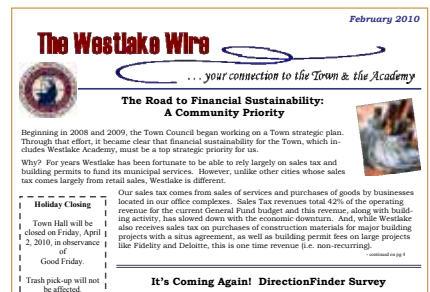 February 2010
The Westlake Wire
. . . your connection to the Town & the Academy
The Road to Financial Sustainability:
A Community Priority
Beginning in 2008 and 2009, the Town Council began working on a Town strategic plan.
Through that effort, it became clear that financial sustainability for the Town, which in-
cludes Westlake Academy, must be a top strategic priority for us.
Why?  For years Westlake has been fortunate to be able to rely largely on sales tax and
building permits to fund its municipal services.  However, unlike other cities whose sales
tax comes largely from retail sales, Westlake is different.
Our sales tax comes from sales of services and purchases of goods by businesses
located in our office complexes.  Sales Tax revenues total 42% of the operating
revenue for the current General Fund budget and this revenue, along with build-
ing activity, has slowed down with the economic downturn.  And, while Westlake
also receives sales tax on purchases of construction materials for major building
projects with a situs agreement, as well as building permit fees on large projects
like Fidelity and Deloitte, this is one time revenue (i.e. non-recurring).
- continued on pg 4
Holiday Closing
Town Hall will be
closed on Friday, April
2, 2010, in observance
of
Good Friday.
Trash pick-up will not
be affected.
It's Coming Again!  DirectionFinder Survey